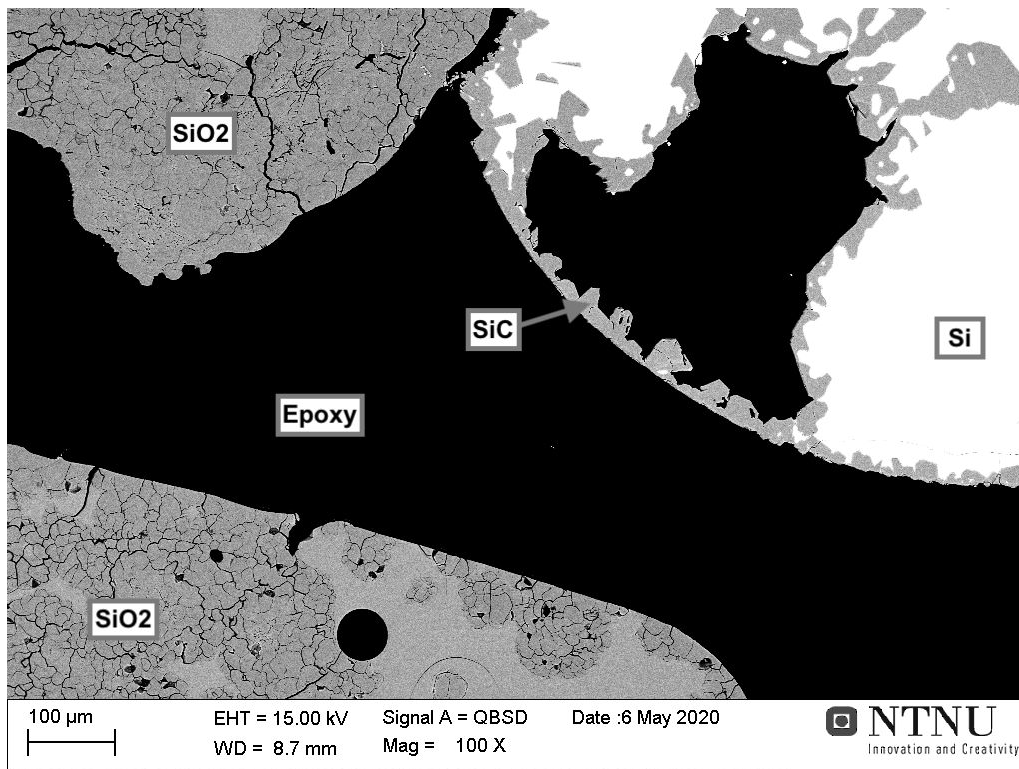 SiO2
SiC
Si
Epoxy
SiO2
100 µm
EHT = 15.00 kV
Signal A = QBSD
Date :6 May 2020
WD = 8.7 mm
Mag = 100 X
NTNU
Innovation and Creativity